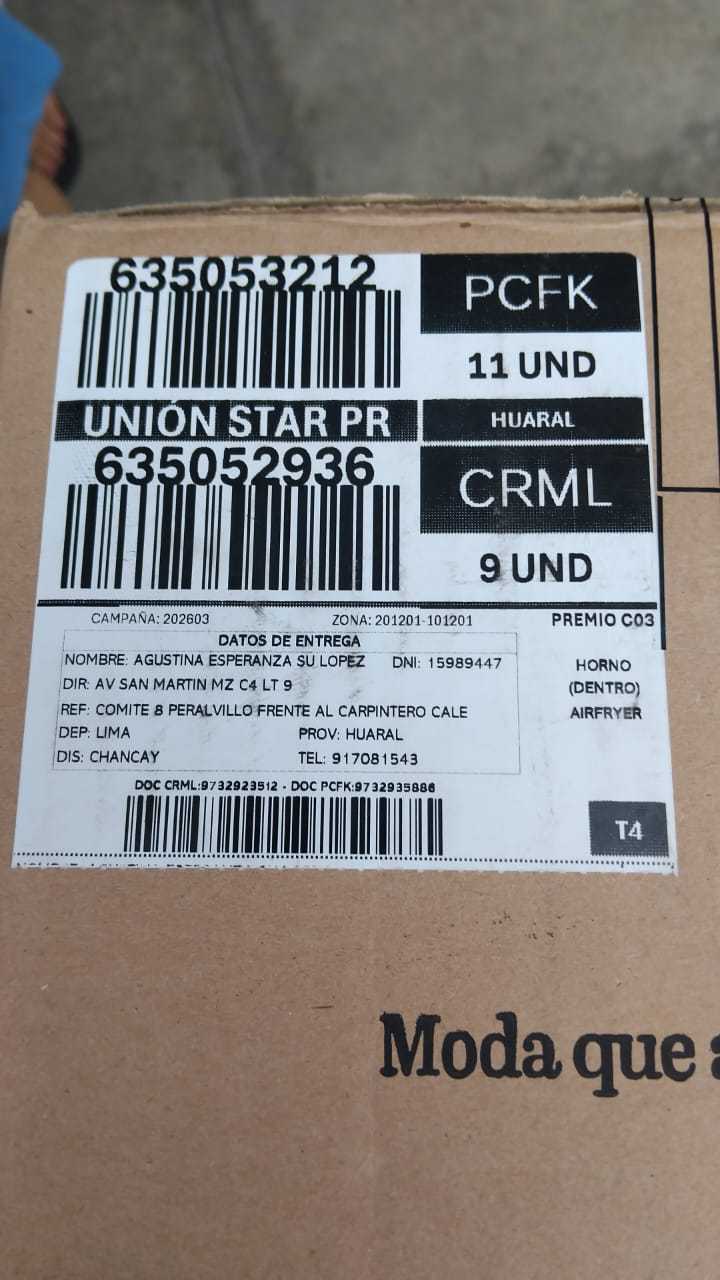 635053212
PCFK
11 UND
UNIÓN STAR PR
HUARAL
635052936
CRML
9 UND
CAMPAÑA: 202603 ZONA: 201201-101201 PREMIO C03
DATOS DE ENTREGA
NOMBRE: AGUSTINA ESPERANZA SU LOPEZ DNI: 15989447
DIR: AV SAN MARTIN MZ C4 LT 9
REF: COMITE 8 PERALVILLO FRENTE AL CARPINTERO CALE
DEP: LIMA PROV: HUARAL
DIS: CHANCAY TEL: 917081543
HORNO
(DENTRO)
AIRFRYER
DOC CRML:9732923512 - DOC PCFK:9732935886
T4
Moda que